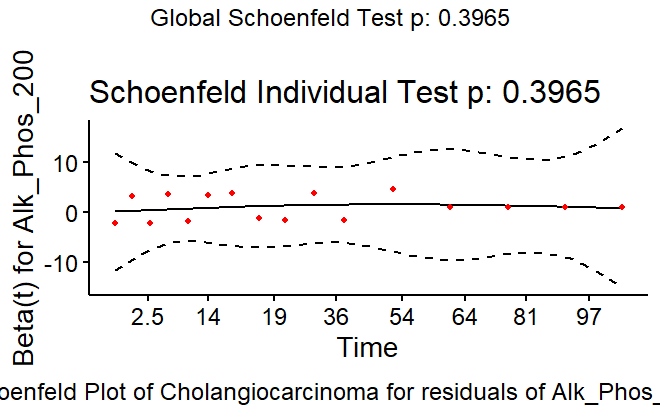 Global Schoenfeld Test p: 0.3965
Schoenfeld Individual Test p: 0.3965
Beta(t) for Alk_Phos_200
10
0
-10
2.5 14 19 36 54 64 81 97
Time
oenfeld Plot of Cholangiocarcinoma for residuals of Alk_Phos_